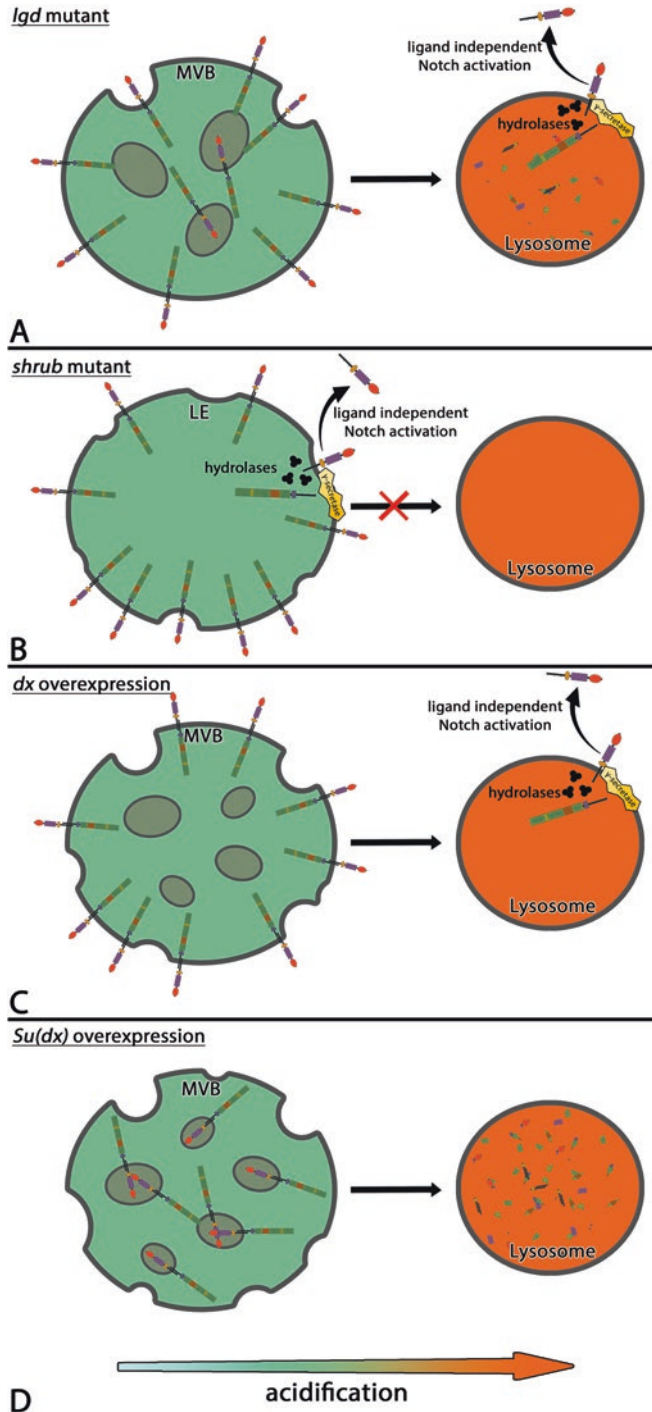 lgd mutant
MVB
ligand independent
Notch activation
γ-secretase
hydrolases
Lysosome
A
shrub mutant
LE
ligand independent
Notch activation
hydrolases
γ-secretase
Lysosome
B
dx overexpression
MVB
ligand independent
Notch activation
γ-secretase
hydrolases
Lysosome
C
Su(dx) overexpression
MVB
Lysosome
acidification
D